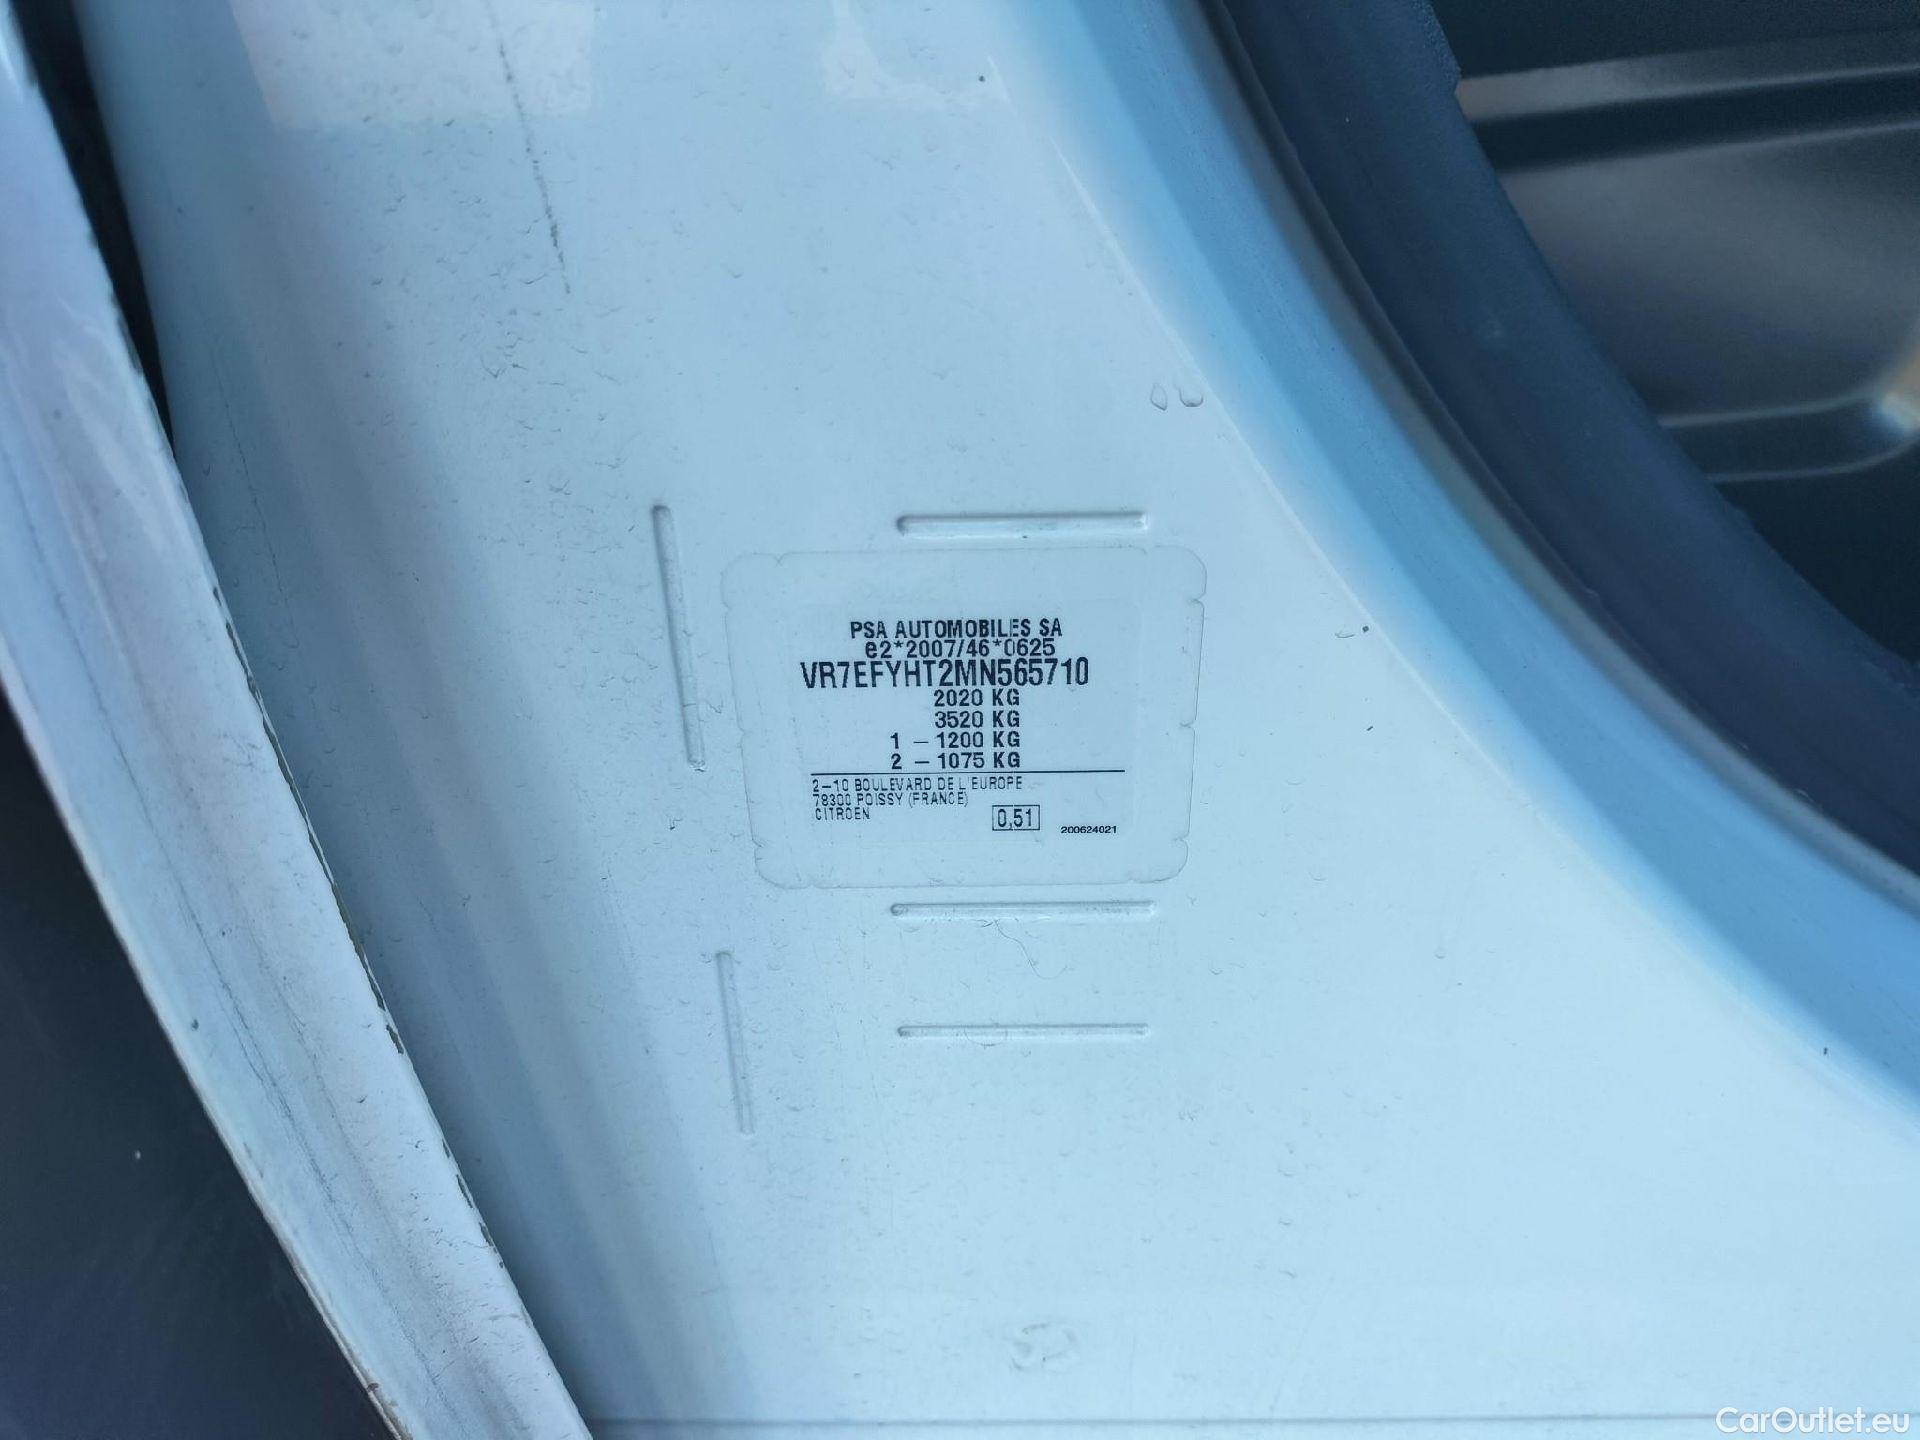 PSA AUTOMOBILES SA
e2*2007/46*0625
VR7EFYHT2MN565710
2020 KG
3520 KG
1 – 1200 KG
2 – 1075 KG
2-10 BOULEVARD DE L'EUROPE
78300 POISSY (FRANCE)
CITROEN
0,51
200624021
CarOutlet.eu